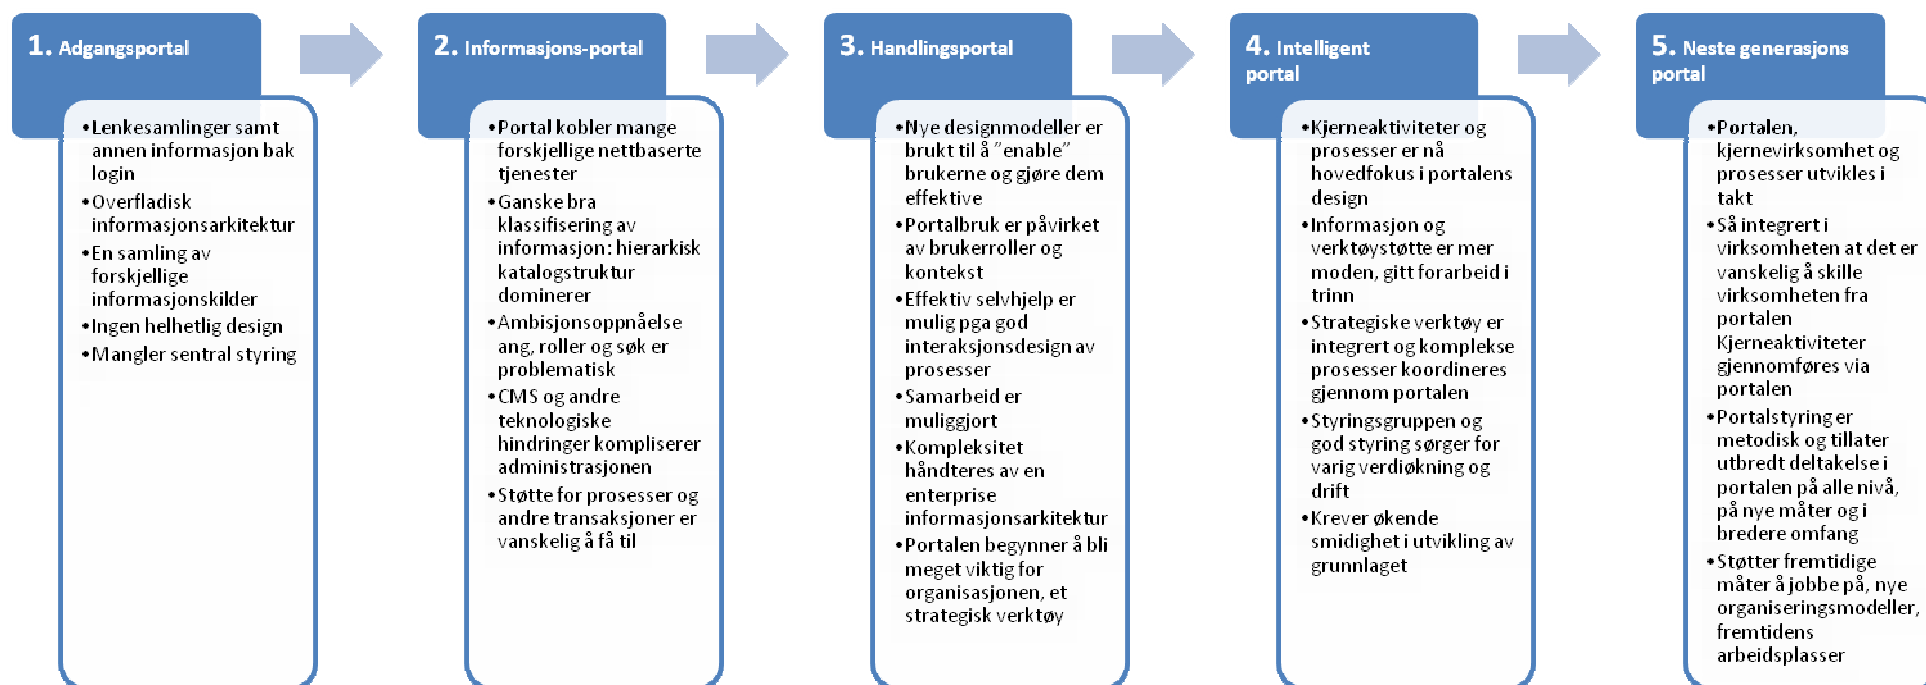 1. Adgangsportal
•Lenkesamlinger samt
annen informasjon bak
login
•Overfladisk
informasjonsarkitektur
•En samling av
forskjellige
informasjonskilder
•Ingen helhetlig design
•Mangler sentral styring
2. Informasjons-portal
•Portal kobler mange
forskjellige nettbaserte
tjenester
•Ganske bra
klassifisering av
informasjon: hierarkisk
katalogstruktur
dominerer
•Ambisjonsoppnåelse
ang, roller og søk er
problematisk
•CMS og andre
teknologiske
hindringer kompliserer
administrasjonen
•Støtte for prosesser og
andre transaksjoner er
vanskelig å få til
3. Handlingsportal
•Nye designmodeller er
brukt til å ”enable”
brukerne og gjøre dem
effektive
•Portalbruk er påvirket
av brukerroller og
kontekst
•Effektiv selvhjelp er
mulig pga god
interaksjonsdesign av
prosesser
•Samarbeid er
muliggjort
•Kompleksitet
håndteres av en
enterprise
informasjonsarkitektur
•Portalen begynner å bli
meget viktig for
organisasjonen, et
strategisk verktøy
4. Intelligent
portal
•Kjerneaktiviteter og
prosesser er nå
hovedfokus i portalens
design
•Informasjon og
verktøystøtte er mer
moden, gitt forarbeid i
trinn
•Strategiske verktøy er
integrert og komplekse
prosesser koordineres
gjennom portalen
•Styringsgruppen og
god styring sørger for
varig verdiøkning og
drift
•Krever økende
smidighet i utvikling av
grunnlaget
5. Neste generasjons
portal
•Portalen,
kjernevirksomhet og
prosesser utvikles i
takt
•Så integrert i
virksomheten at det er
vanskelig å skille
virksomheten fra
portalen
Kjerneaktiviteter
gjennomføres via
portalen
•Portalstyring er
metodisk og tillater
utbredt deltakelse i
portalen på alle nivå,
på nye måter og i
bredere omfang
•Støtter fremtidige
måter å jobbe på, nye
organiseringsmodeller,
fremtidens
arbeidsplasser